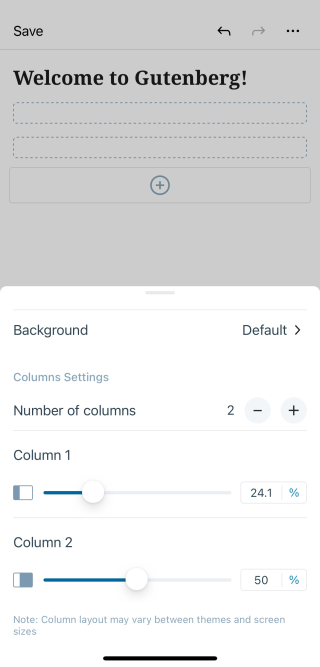 Save
Welcome to Gutenberg!
Background Default
Columns Settings
Number of columns 2
Column 1
24.1 %
Column 2
50 %
Note: Column layout may vary between themes and screen
sizes